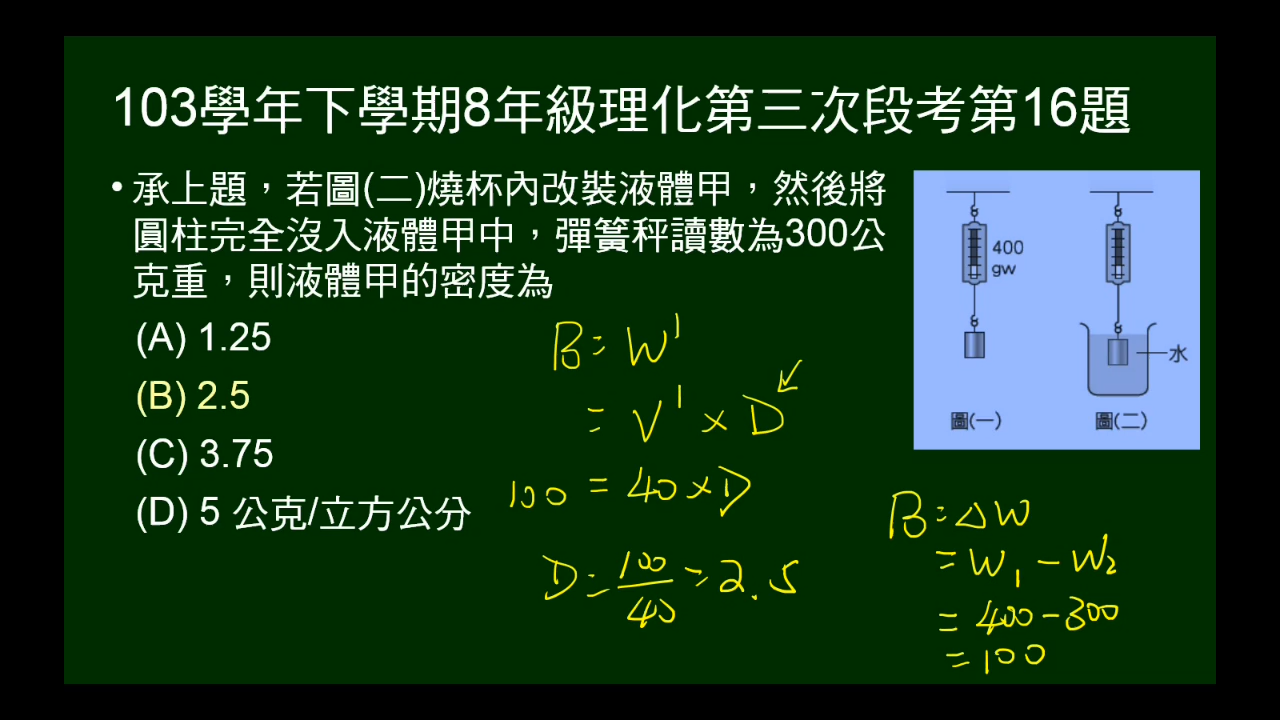 103學年下學期8年級理化第三次段考第16題
• 承上題，若圖(二)燒杯內改裝液體甲，然後將
圓柱完全沒入液體甲中，彈簧秤讀數為300公
克重，則液體甲的密度為
(A) 1.25
(B) 2.5
(C) 3.75
(D) 5 公克/立方公分
B = W'
= V' × D
100 = 40 × D
D = 100/40 = 2.5
400
gw
水
圖(一)
圖(二)
B = △W
= W₁ - W₂
= 400 - 300
= 100